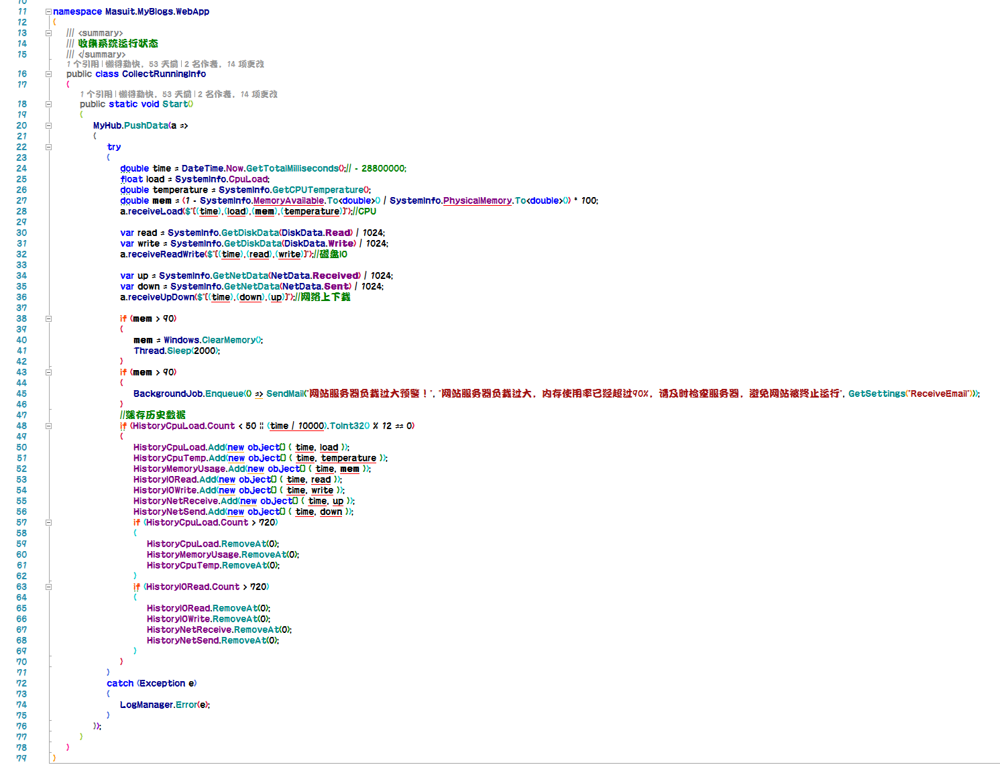 10
11 namespace Masuit.MyBlogs.WebApp
12 {
13 /// <summary>
14 /// 收集系统运行状态
15 /// </summary>
1 个引用 | 懒得勤快，53 天前 | 2 名作者，14 项更改
16 public class CollectRunningInfo
17 {
1 个引用 | 懒得勤快，53 天前 | 2 名作者，14 项更改
18 public static void Start()
19 {
20 MyHub.PushData(a =>
21 {
22 try
23 {
24 double time = DateTime.Now.GetTotalMilliseconds();// - 28800000;
25 float load = SystemInfo.CpuLoad;
26 double temperature = SystemInfo.GetCPUTemperature();
27 double mem = (1 - SystemInfo.MemoryAvailable.To<double>() / SystemInfo.PhysicalMemory.To<double>()) * 100;
28 a.receiveLoad($"[{time},{load},{mem},{temperature}]");//CPU
29
30 var read = SystemInfo.GetDiskData(DiskData.Read) / 1024;
31 var write = SystemInfo.GetDiskData(DiskData.Write) / 1024;
32 a.receiveReadWrite($"[{time},{read},{write}]");//磁盘IO
33
34 var up = SystemInfo.GetNetData(NetData.Received) / 1024;
35 var down = SystemInfo.GetNetData(NetData.Sent) / 1024;
36 a.receiveUpDown($"[{time},{down},{up}]");//网络上下载
37
38 if (mem > 90)
39 {
40 mem = Windows.ClearMemory();
41 Thread.Sleep(2000);
42 }
43 if (mem > 90)
44 {
45 BackgroundJob.Enqueue(() => SendMail("网站服务器负载过大预警！", "网站服务器负载过大，内存使用率已经超过90%，请及时检查服务器，避免网站被终止运行", GetSettings("ReceiveEmail")));
46 }
47 //缓存历史数据
48 if (HistoryCpuLoad.Count < 50 || (time / 10000).ToInt32() % 12 == 0)
49 {
50 HistoryCpuLoad.Add(new object[] { time, load });
51 HistoryCpuTemp.Add(new object[] { time, temperature });
52 HistoryMemoryUsage.Add(new object[] { time, mem });
53 HistoryIORead.Add(new object[] { time, read });
54 HistoryIOWrite.Add(new object[] { time, write });
55 HistoryNetReceive.Add(new object[] { time, up });
56 HistoryNetSend.Add(new object[] { time, down });
57 if (HistoryCpuLoad.Count > 720)
58 {
59 HistoryCpuLoad.RemoveAt(0);
60 HistoryMemoryUsage.RemoveAt(0);
61 HistoryCpuTemp.RemoveAt(0);
62 }
63 if (HistoryIORead.Count > 720)
64 {
65 HistoryIORead.RemoveAt(0);
66 HistoryIOWrite.RemoveAt(0);
67 HistoryNetReceive.RemoveAt(0);
68 HistoryNetSend.RemoveAt(0);
69 }
70 }
71 }
72 catch (Exception e)
73 {
74 LogManager.Error(e);
75 }
76 });
77 }
78 }
79 }